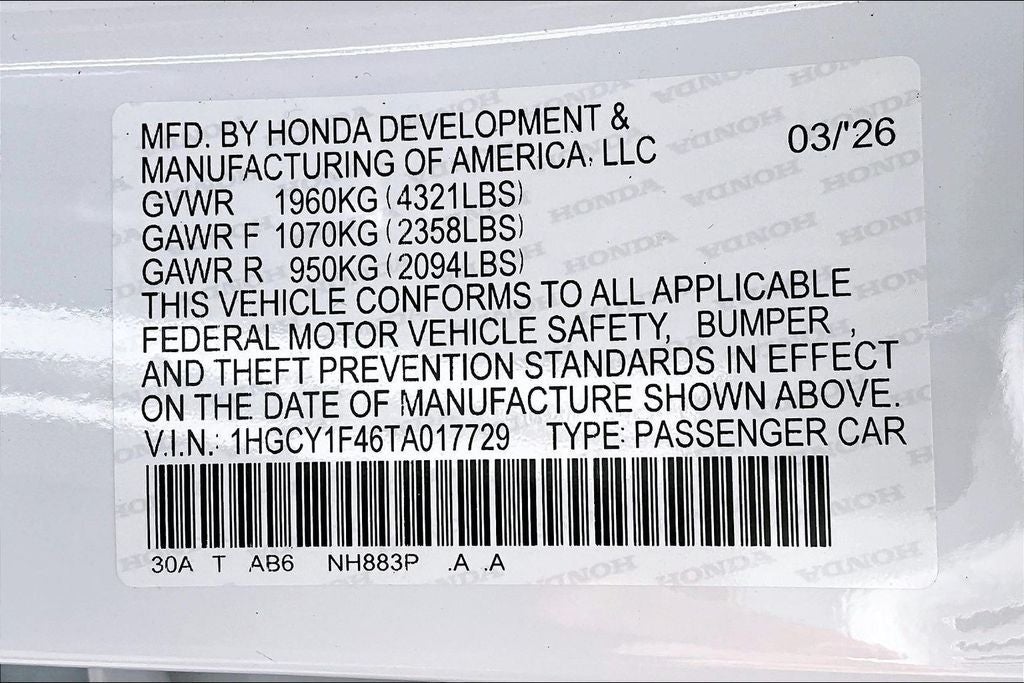 MFD. BY HONDA DEVELOPMENT &
MANUFACTURING OF AMERICA, LLC
03/'26
GVWR 1960KG (4321LBS)
GAWR F 1070KG (2358LBS)
GAWR R 950KG (2094LBS)
THIS VEHICLE CONFORMS TO ALL APPLICABLE
FEDERAL MOTOR VEHICLE SAFETY, BUMPER ,
AND THEFT PREVENTION STANDARDS IN EFFECT
ON THE DATE OF MANUFACTURE SHOWN ABOVE.
V.I.N.: 1HGCY1F46TA017729 TYPE: PASSENGER CAR
30A T AB6 NH883P .A .A